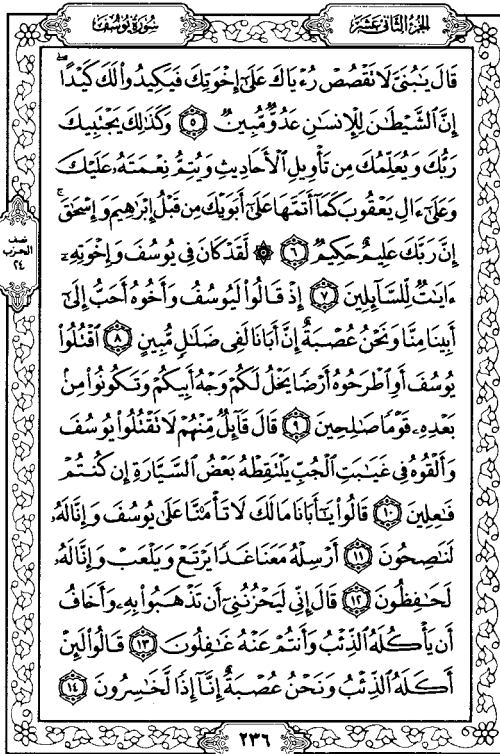 الجزء الثاني عشر
سورة يوسف
قَالَ يَـٰبُنَىَّ لَا تَقْصُصْ رُءْيَاكَ عَلَىٰٓ إِخْوَتِكَ فَيَكِيدُوا۟ لَكَ كَيْدًا ۖ
إِنَّ ٱلشَّيْطَـٰنَ لِلْإِنسَـٰنِ عَدُوٌّ مُّبِينٌ ٥ وَكَذَٰلِكَ يَجْتَبِيكَ
رَبُّكَ وَيُعَلِّمُكَ مِن تَأْوِيلِ ٱلْأَحَادِيثِ وَيُتِمُّ نِعْمَتَهُۥ عَلَيْكَ
وَعَلَىٰٓ ءَالِ يَعْقُوبَ كَمَآ أَتَمَّهَا عَلَىٰٓ أَبَوَيْكَ مِن قَبْلُ إِبْرَٰهِيمَ وَإِسْحَـٰقَ ۚ
إِنَّ رَبَّكَ عَلِيمٌ حَكِيمٌ ٦ ۞ لَّقَدْ كَانَ فِى يُوسُفَ وَإِخْوَتِهِۦٓ
ءَايَـٰتٌ لِّلسَّآئِلِينَ ٧ إِذْ قَالُوا۟ لَيُوسُفُ وَأَخُوهُ أَحَبُّ إِلَىٰٓ
أَبِينَا مِنَّا وَنَحْنُ عُصْبَةٌ إِنَّ أَبَانَا لَفِى ضَلَـٰلٍ مُّبِينٍ ٨ ٱقْتُلُوا۟
يُوسُفَ أَوِ ٱطْرَحُوهُ أَرْضًا يَخْلُ لَكُمْ وَجْهُ أَبِيكُمْ وَتَكُونُوا۟ مِنۢ
بَعْدِهِۦ قَوْمًا صَـٰلِحِينَ ٩ قَالَ قَآئِلٌ مِّنْهُمْ لَا تَقْتُلُوا۟ يُوسُفَ
وَأَلْقُوهُ فِى غَيَـٰبَتِ ٱلْجُبِّ يَلْتَقِطْهُ بَعْضُ ٱلسَّيَّارَةِ إِن كُنتُمْ
فَـٰعِلِينَ ١٠ قَالُوا۟ يَـٰٓأَبَانَا مَا لَكَ لَا تَأْمَ۫نَّا عَلَىٰ يُوسُفَ وَإِنَّا لَهُۥ
لَنَـٰصِحُونَ ١١ أَرْسِلْهُ مَعَنَا غَدًا يَرْتَعْ وَيَلْعَبْ وَإِنَّا لَهُۥ
لَحَـٰفِظُونَ ١٢ قَالَ إِنِّى لَيَحْزُنُنِىٓ أَن تَذْهَبُوا۟ بِهِۦ وَأَخَافُ
أَن يَأْكُلَهُ ٱلذِّئْبُ وَأَنتُمْ عَنْهُ غَـٰفِلُونَ ١٣ قَالُوا۟ لَئِنْ
أَكَلَهُ ٱلذِّئْبُ وَنَحْنُ عُصْبَةٌ إِنَّآ إِذًا لَّخَـٰسِرُونَ ١٤
نصف
الحزب
٢٤
٢٣٦